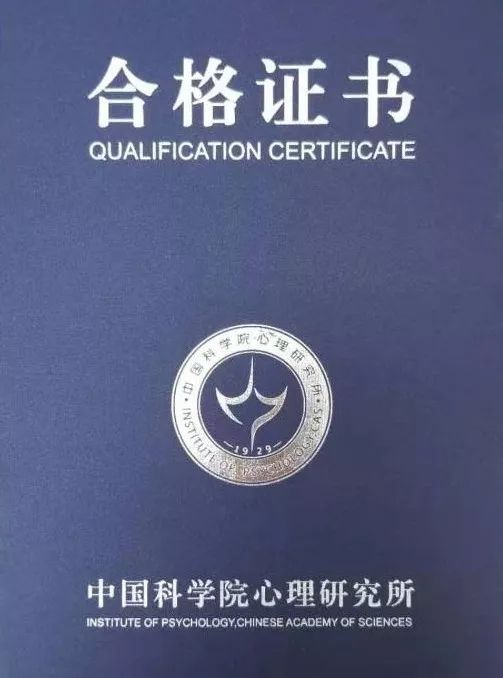 合格证书
QUALIFICATION CERTIFICATE
·中国科学院心理研究所·
INSTITUTE OF PSYCHOLOGY,CAS
1929
中国科学院心理研究所
INSTITUTE OF PSYCHOLOGY,CHINESE ACADEMY OF SCIENCES